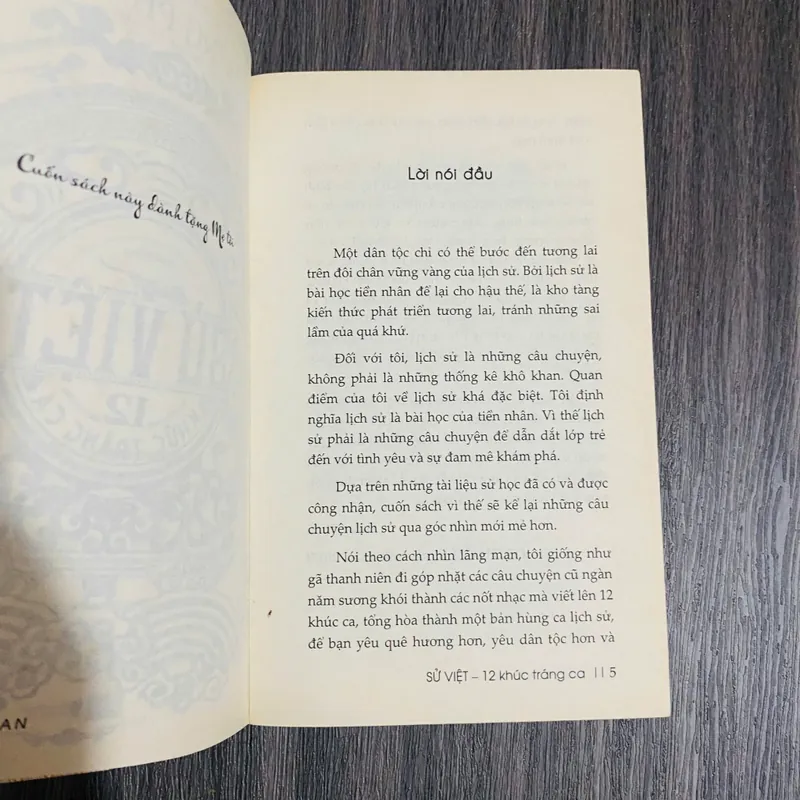 Cuốn sách này dành tặng Mẹ tôi
Lời nói đầu
Một dân tộc chỉ có thể bước đến tương lai
trên đôi chân vững vàng của lịch sử. Bởi lịch sử là
bài học tiền nhân để lại cho hậu thế, là kho tàng
kiến thức phát triển tương lai, tránh những sai
lầm của quá khứ.
Đối với tôi, lịch sử là những câu chuyện,
không phải là những thống kê khô khan. Quan
điểm của tôi về lịch sử khá đặc biệt. Tôi định
nghĩa lịch sử là bài học của tiền nhân. Vì thế lịch
sử phải là những câu chuyện để dẫn dắt lớp trẻ
đến với tình yêu và sự đam mê khám phá.
Dựa trên những tài liệu sử học đã có và được
công nhận, cuốn sách vì thế sẽ kể lại những câu
chuyện lịch sử qua góc nhìn mới mẻ hơn.
Nói theo cách nhìn lãng mạn, tôi giống như
gã thanh niên đi góp nhặt các câu chuyện cũ ngàn
năm sương khói thành các nốt nhạc mà viết lên 12
khúc ca, tổng hòa thành một bản hùng ca lịch sử,
để bạn yêu quê hương hơn, yêu dân tộc hơn và
SỬ VIỆT – 12 khúc tráng ca || 5
AN